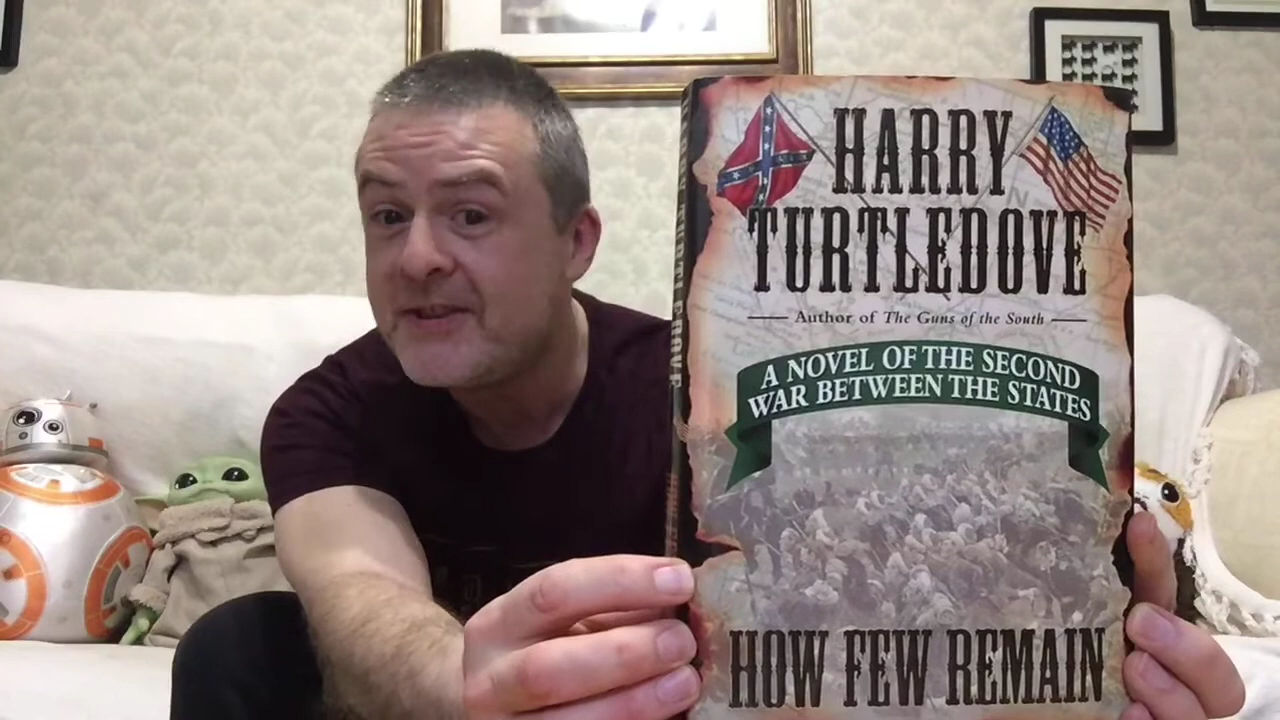 HARRY
TURTLEDOVE
Author of The Guns of the South
A NOVEL OF THE SECOND
WAR BETWEEN THE STATES
HOW FEW REMAIN
TURTLEDOVE